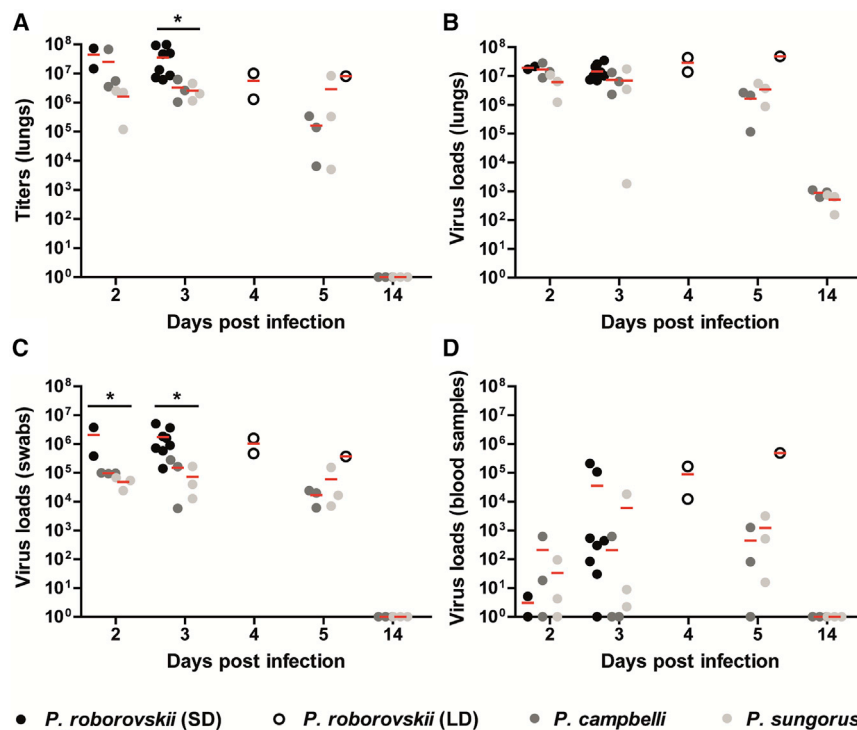 A
Titers (lungs)
10⁸
10⁷
10⁶
10⁵
10⁴
10³
10²
10¹
10⁰
*
2 3 4 5 14
Days post infection
B
Virus loads (lungs)
10⁸
10⁷
10⁶
10⁵
10⁴
10³
10²
10¹
10⁰
2 3 4 5 14
Days post infection
C
Virus loads (swabs)
10⁸
10⁷
10⁶
10⁵
10⁴
10³
10²
10¹
10⁰
* *
2 3 4 5 14
Days post infection
D
Virus loads (blood samples)
10⁸
10⁷
10⁶
10⁵
10⁴
10³
10²
10¹
10⁰
2 3 4 5 14
Days post infection
P. roborovskii (SD) P. roborovskii (LD) P. campbelli P. sungorus